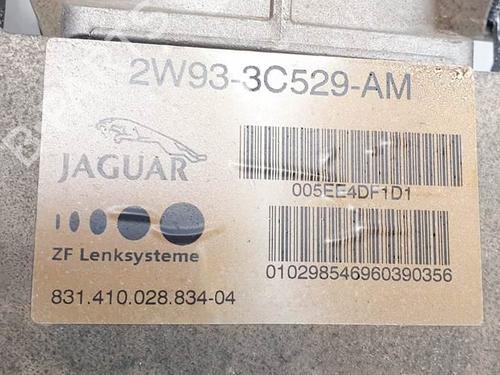 2W93-3C529-AM
JAGUAR
005EE4DF1D1
ZF Lenksysteme
010298546960390356
831.410.028.834-04